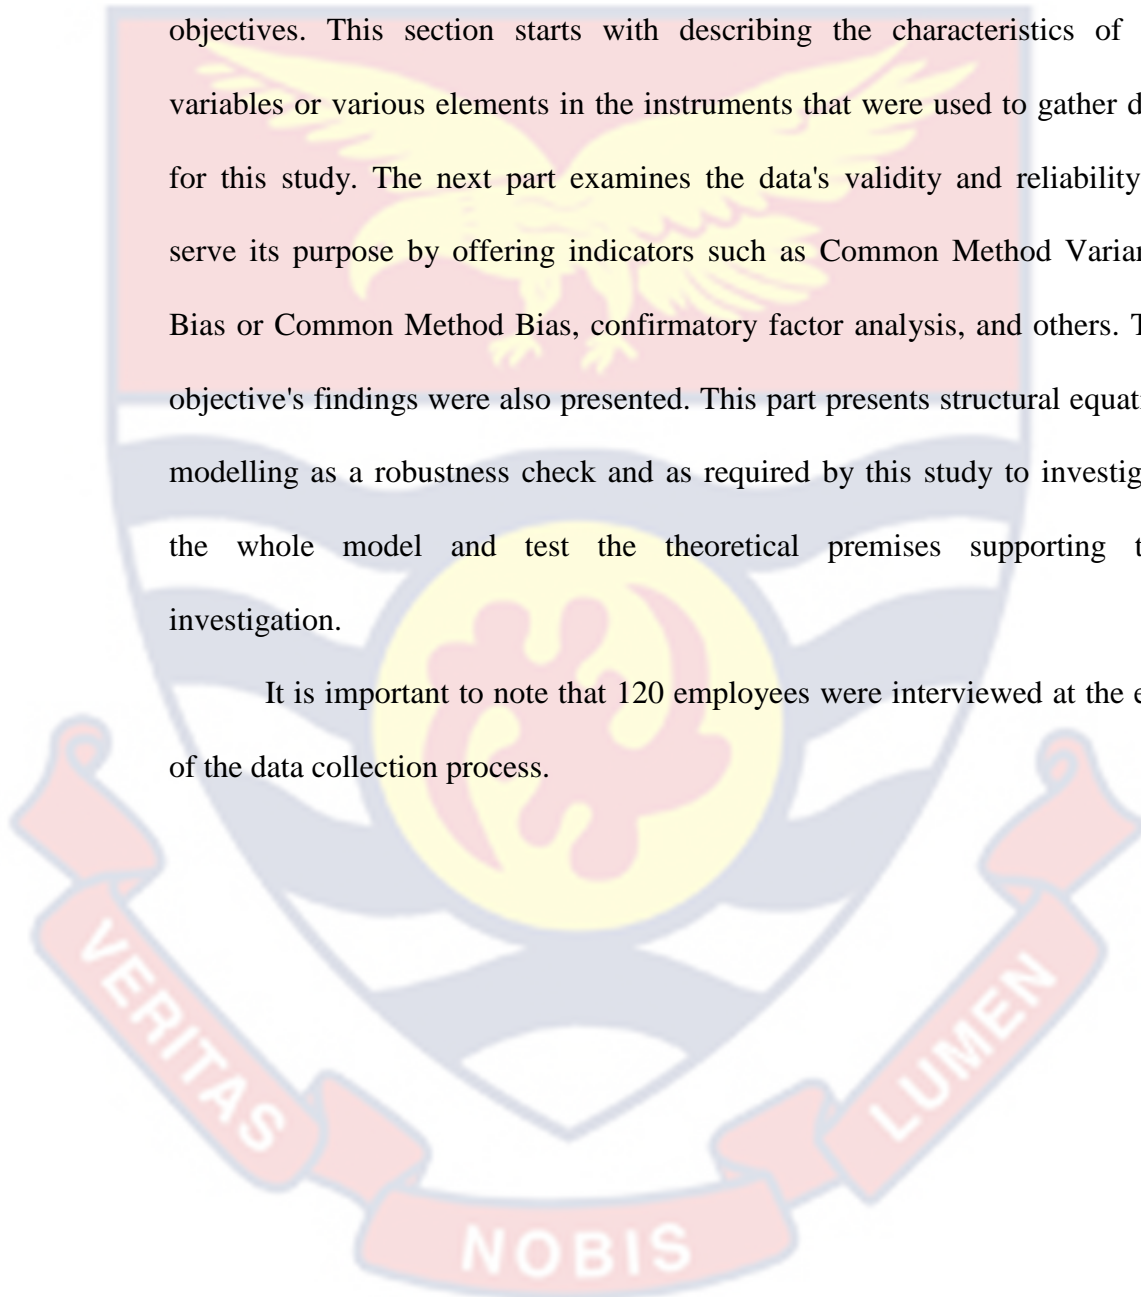 objectives. This section starts with describing the characteristics of
variables or various elements in the instruments that were used to gather d
for this study. The next part examines the data's validity and reliability
serve its purpose by offering indicators such as Common Method Varian
Bias or Common Method Bias, confirmatory factor analysis, and others. T
objective's findings were also presented. This part presents structural equati
modelling as a robustness check and as required by this study to investig
the whole model and test the theoretical premises supporting t
investigation.
It is important to note that 120 employees were interviewed at the e
of the data collection process.
VERITAS
NOBIS
LUMEN